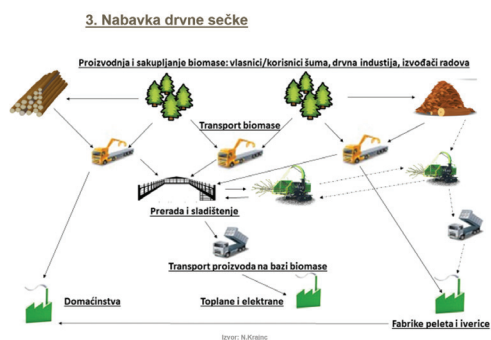 3. Nabavka drvne sečke
Proizvodnja i sakupljanje biomase: vlasnici/korisnici šuma, drvna industija, izvođači radova
Transport biomase
Prerada i sladištenje
Transport proizvoda na bazi biomase
Domaćinstva
Toplane i elektrane
Fabrike peleta i iverice
Izvor: N.Krajnc